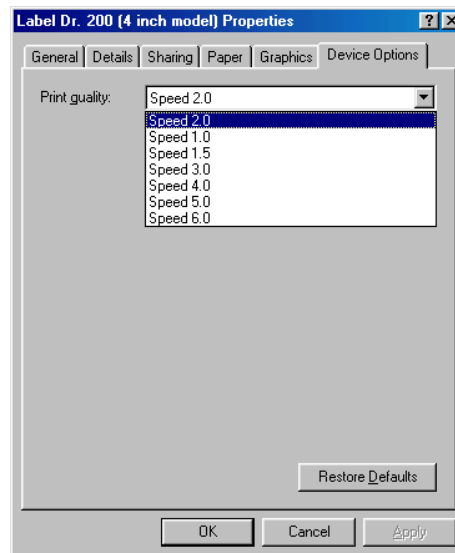 Label Dr. 200 (4 inch model) Properties
General Details Sharing Paper Graphics Device Options
Print quality: Speed 2.0
Speed 2.0
Speed 1.0
Speed 1.5
Speed 3.0
Speed 4.0
Speed 5.0
Speed 6.0
Restore Defaults
OK Cancel Apply